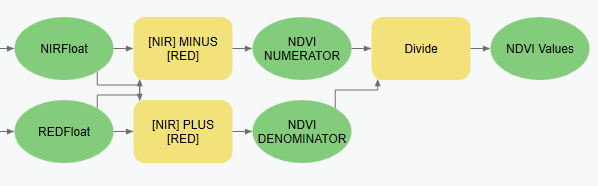 NIRFloat
[NIR] MINUS
[RED]
NDVI
NUMERATOR
Divide
NDVI Values
REDFloat
[NIR] PLUS
[RED]
NDVI
DENOMINATOR